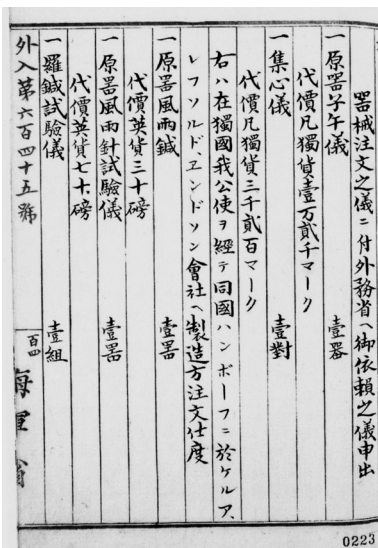 器械注文之儀ニ付外務省ヘ御依頼之儀申出
一原器子午儀 壹器
代價凡獨貨壹万貳千マーク
一集心儀 壹對
代價凡獨貨三千貳百マーク
右ハ在獨國我公使ヲ經テ同國ハンボーフニ於ケルア、
レフソルド、エンドソン會社ヘ製造方注文仕度
一原器風雨鍼 壹器
代價英貨三十磅
一原器風雨針試驗儀 壹器
代價英貨七十磅
一羅鍼試驗儀 壹組
外入第六百四十五號
百四
海軍省
0223